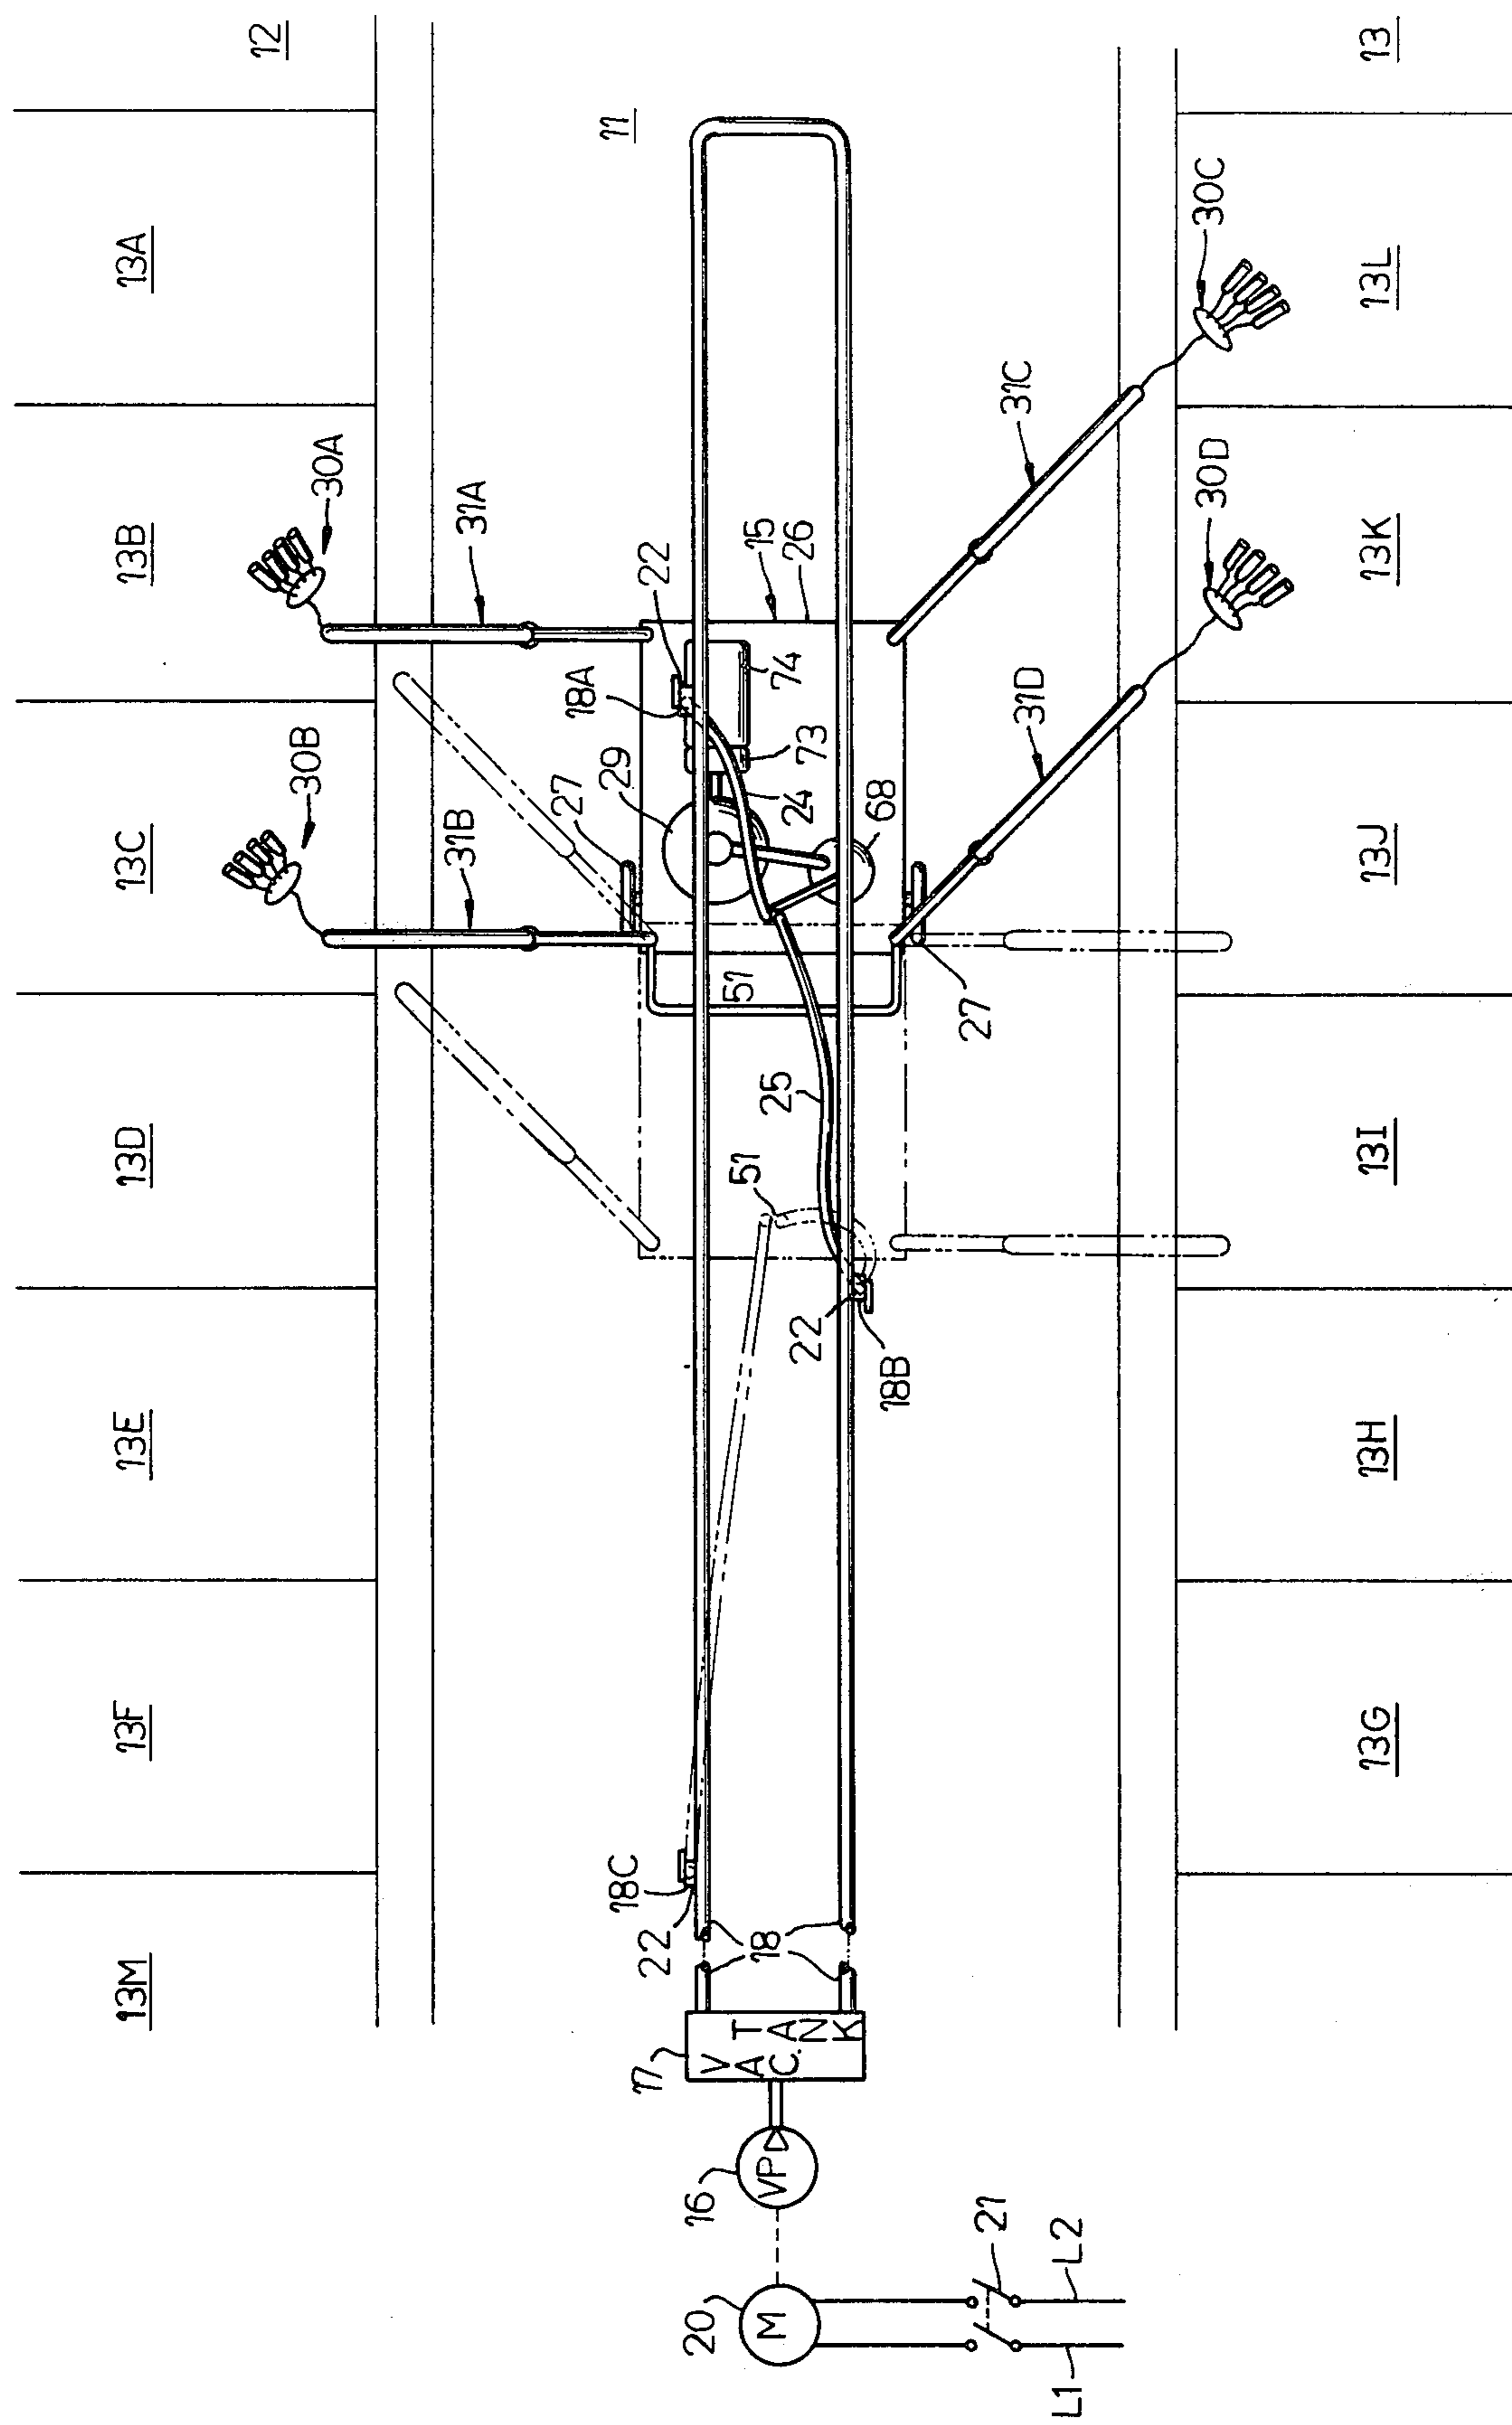 13M
13F
13E
13D
13C
13B
13A
12
30B
30A
31B
31A
11
27
29
18A
22
18C
22
17
16
20
VAC.
TANK
VP
M
18
51
51
25
24
73
74
15
26
22
18B
68
27
21
L1
L2
31D
31C
30D
30C
13G
13H
13I
13J
13K
13L
13